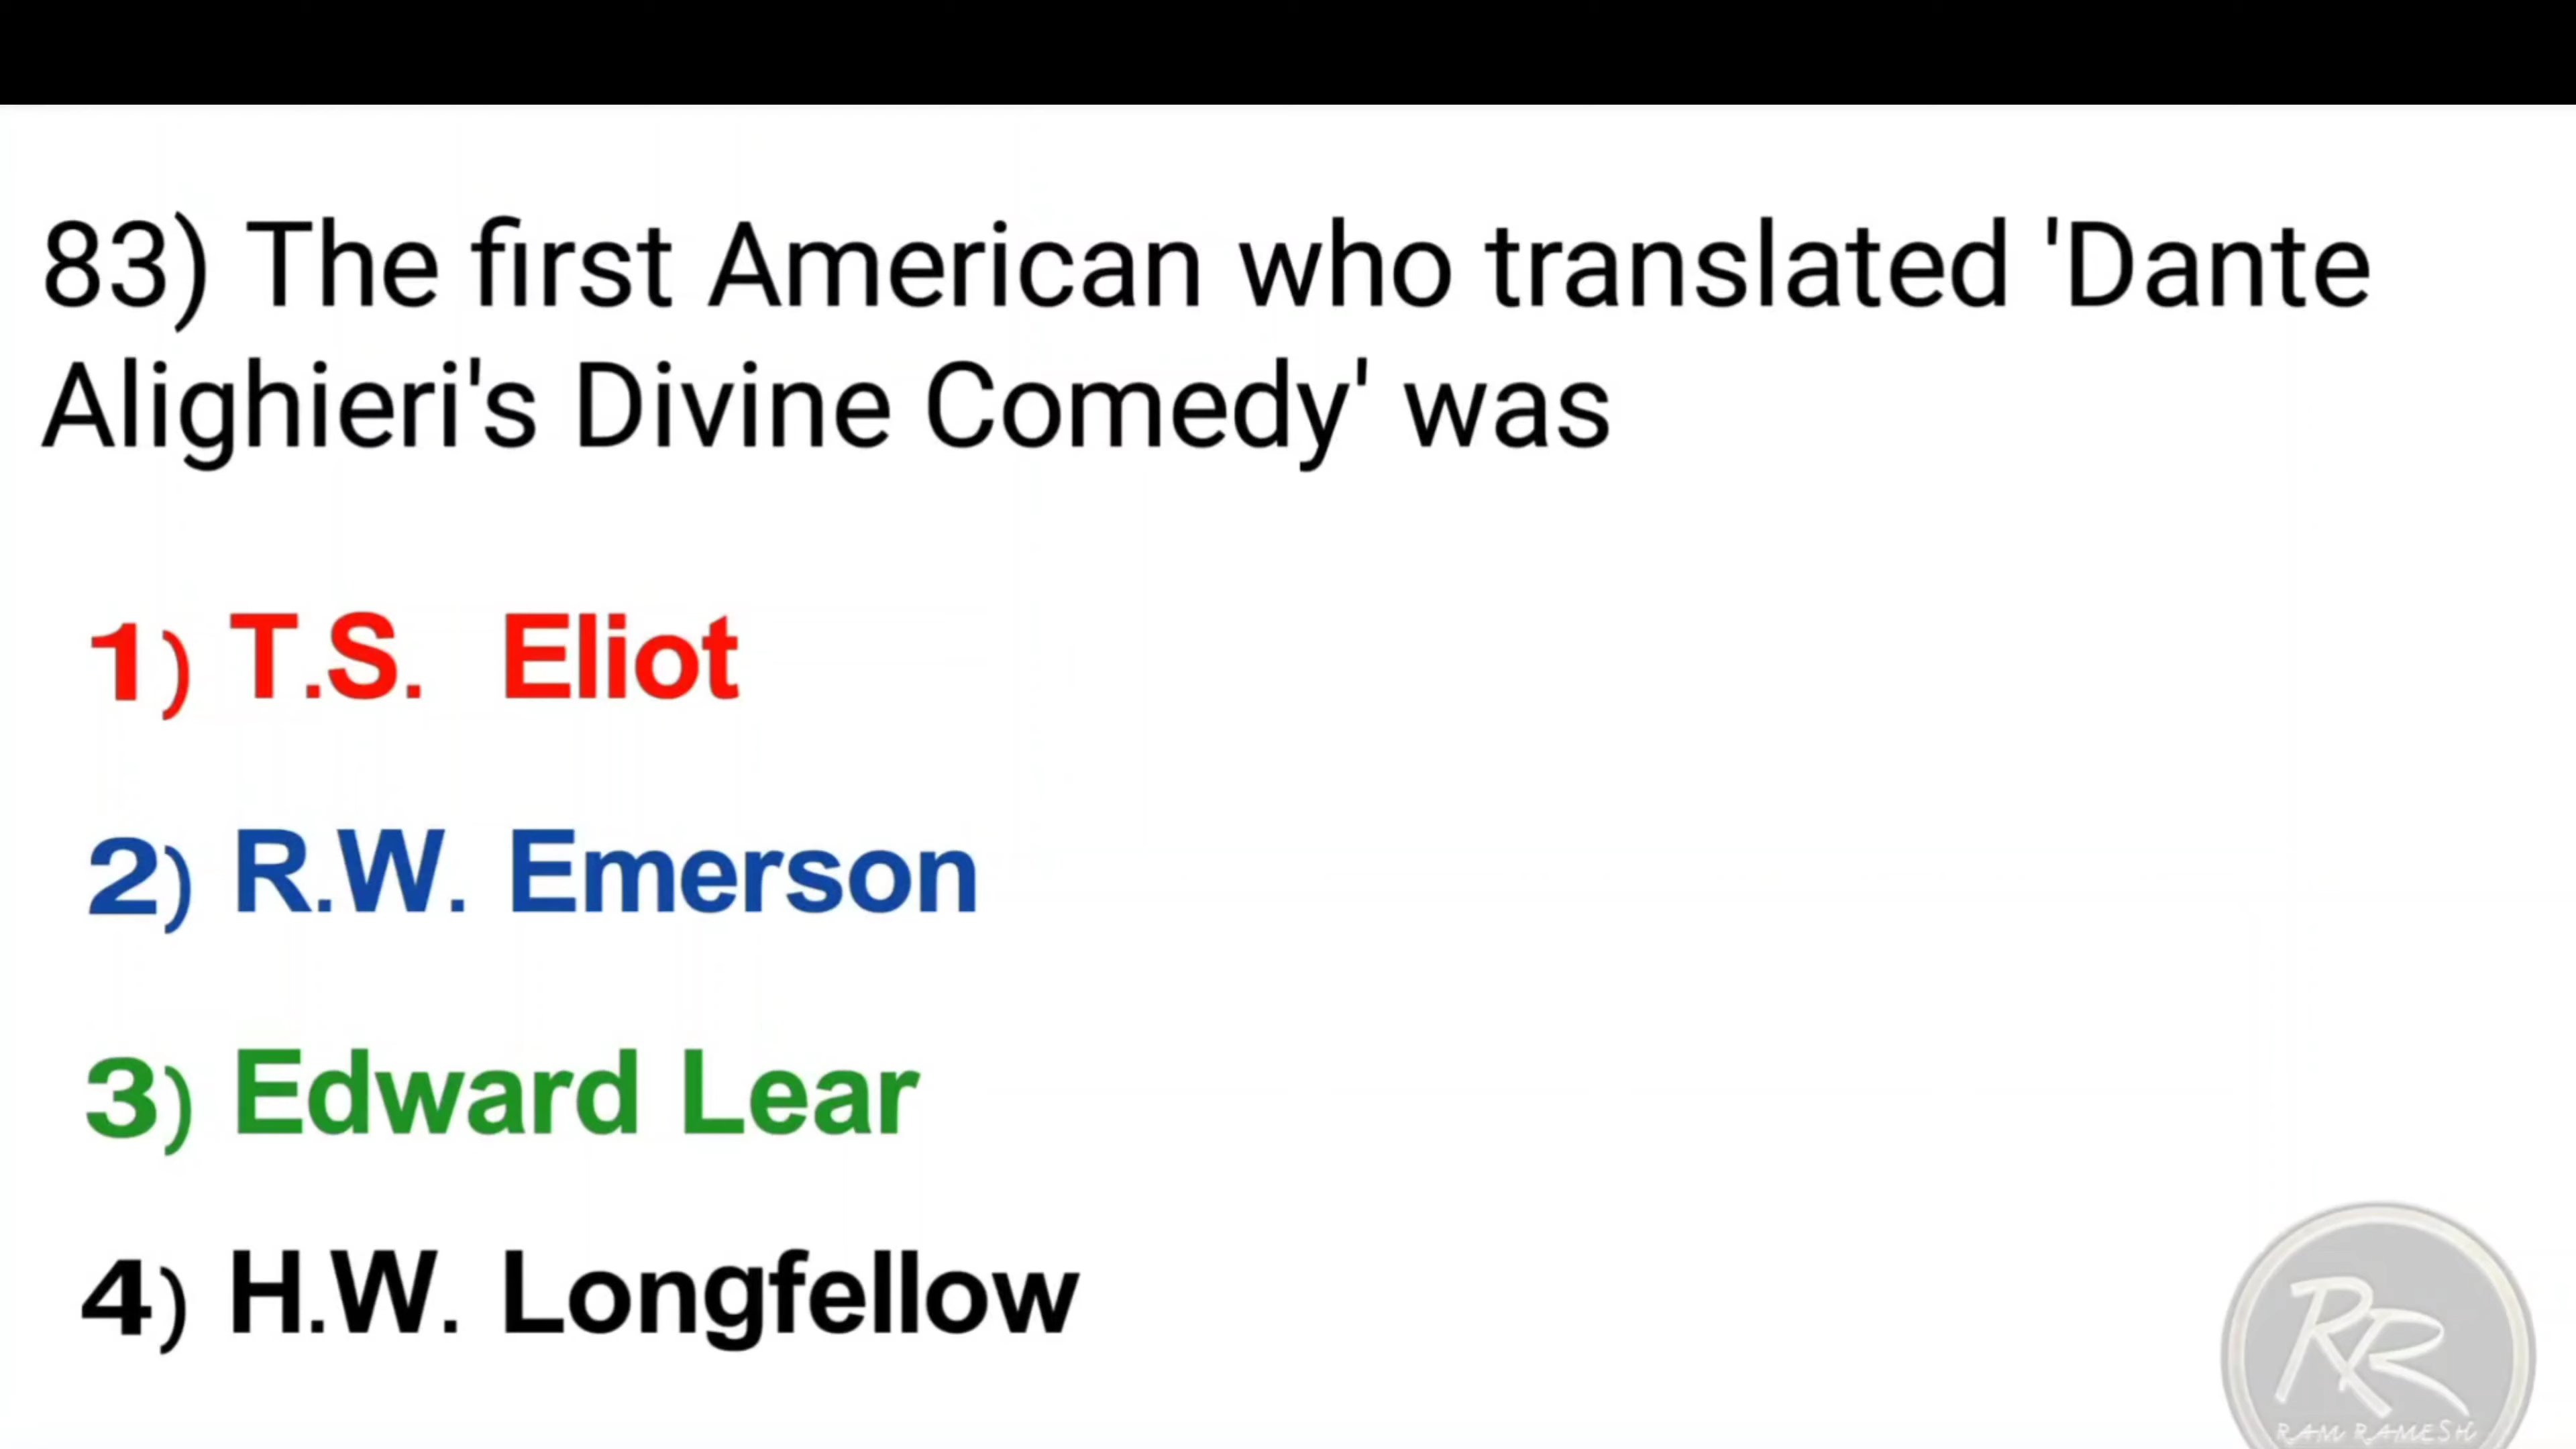 83) The first American who translated 'Dante
Alighieri's Divine Comedy' was
1) T.S. Eliot
2) R.W. Emerson
3) Edward Lear
4) H.W. Longfellow
RR
RAM RAMESH